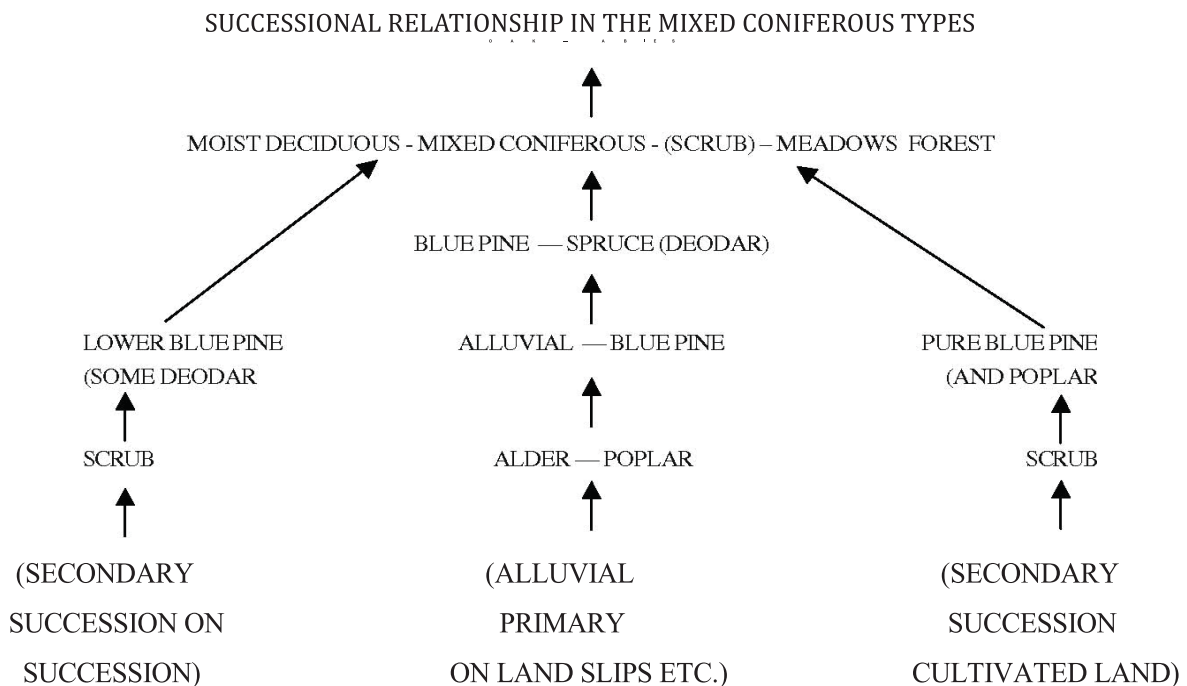 SUCCESSIONAL RELATIONSHIP IN THE MIXED CONIFEROUS TYPES
O A K – A B I E S
MOIST DECIDUOUS - MIXED CONIFEROUS - (SCRUB) – MEADOWS FOREST
BLUE PINE — SPRUCE (DEODAR)
LOWER BLUE PINE
(SOME DEODAR
ALLUVIAL — BLUE PINE
PURE BLUE PINE
(AND POPLAR
SCRUB
ALDER — POPLAR
SCRUB
(SECONDARY
SUCCESSION ON
SUCCESSION)
(ALLUVIAL
PRIMARY
ON LAND SLIPS ETC.)
(SECONDARY
SUCCESSION
CULTIVATED LAND)